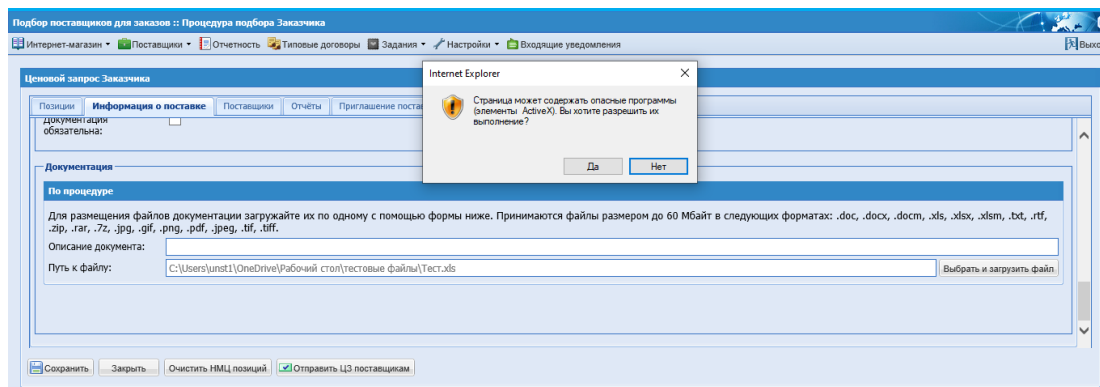 Подбор поставщиков для заказов :: Процедура подбора Заказчика
Интернет-магазин Поставщики Отчетность Типовые договоры Задания Настройки Входящие уведомления
Ценовой запрос Заказчика
Позиции Информация о поставке Поставщики Отчёты Приглашение
Документация
обязательна:
Internet Explorer
Страница может содержать опасные программы
(элементы ActiveX). Вы хотите разрешить их
выполнение?
Да Нет
Документация
По процедуре
Для размещения файлов документации загружайте их по одному с помощью формы ниже. Принимаются файлы размером до 60 Мбайт в следующих форматах: .doc, .docx, .docm, .xls, .xlsx, .xlsm, .txt, .rtf,
.zip, .rar, .7z, .jpg, .gif, .png, .pdf, .jpeg, .tif, .tiff.
Описание документа:
Путь к файлу: C:\Users\unst1\OneDrive\Рабочий стол\тестовые файлы\Тест.xls Выбрать и загрузить файл
Сохранить Закрыть Очистить НМЦ позиций Отправить ЦЗ поставщикам